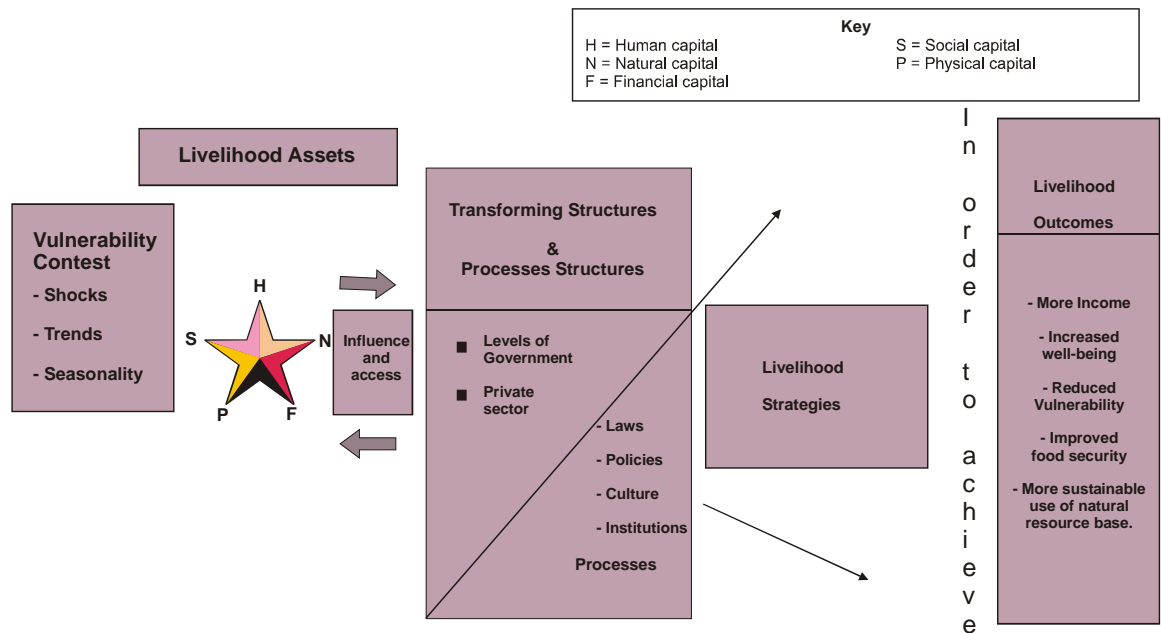 Key
H = Human capital
S = Social capital
N = Natural capital
P = Physical capital
F = Financial capital
Livelihood Assets
Vulnerability
Contest
- Shocks
- Trends
- Seasonality
H
S
N
P
F
Influence
and
access
Transforming Structures
&
Processes Structures
■ Levels of
Government
■ Private
sector
- Laws
- Policies
- Culture
- Institutions
Processes
Livelihood
Strategies
In order to achieve
Livelihood
Outcomes
- More Income
- Increased
well-being
- Reduced
Vulnerability
- Improved
food security
- More sustainable
use of natural
resource base.